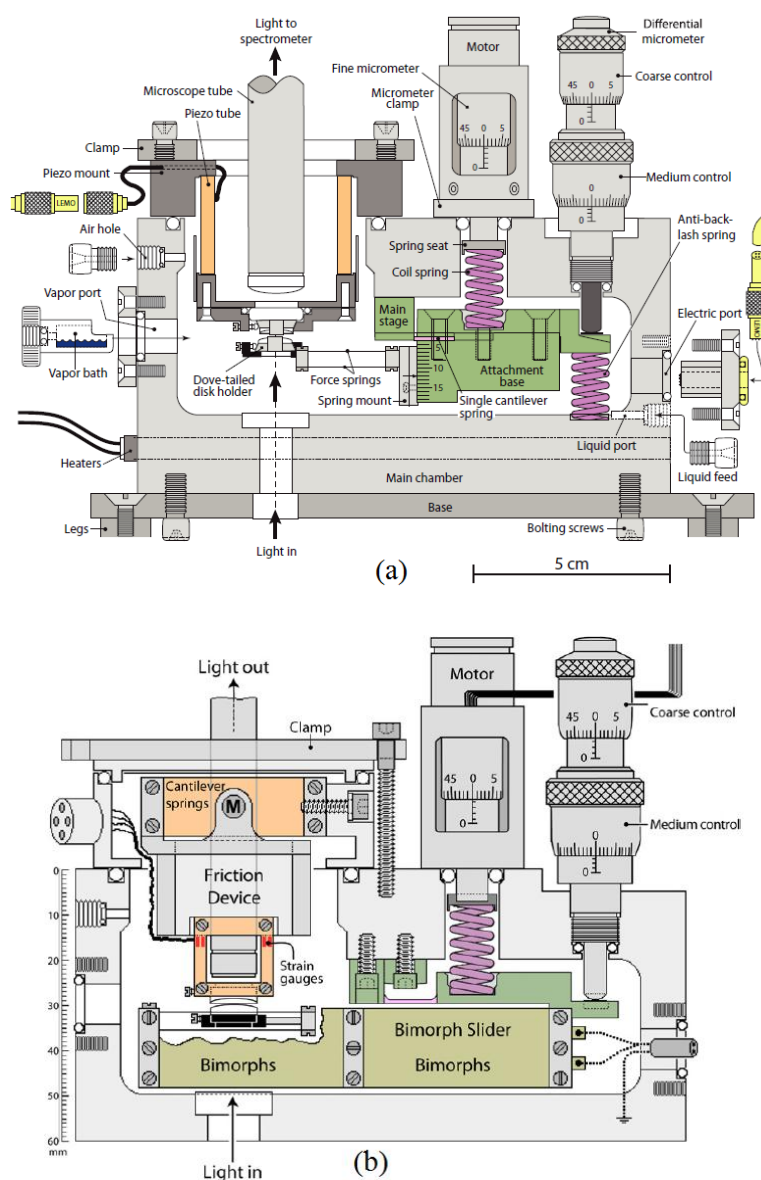 Light to
spectrometer
Microscope tube
Piezo tube
Clamp
Piezo mount
LEMO
Air hole
Vapor port
Vapor bath
Dove-tailed
disk holder
Heaters
Legs
Light in
Motor
Fine micrometer
Micrometer
clamp
45 0 5
0
Differential
micrometer
Coarse control
45 0 5
0
0
Medium control
0
Spring seat
Coil spring
Anti-back-
lash spring
Main
stage
5
10
15
Attachment
base
Electric port
LEMO
Force springs
Spring mount
Single cantilever
spring
Liquid port
Liquid feed
Main chamber
Base
Bolting screws
(a)
5 cm
Light out
Clamp
Cantilever
springs
M
Friction
Device
Strain
gauges
Motor
45 0 5
0
45 0 5
0
Coarse control
0
Medium control
0
0
10
20
30
40
50
60
mm
Bimorph Slider
Bimorphs
Bimorphs
Light in
(b)